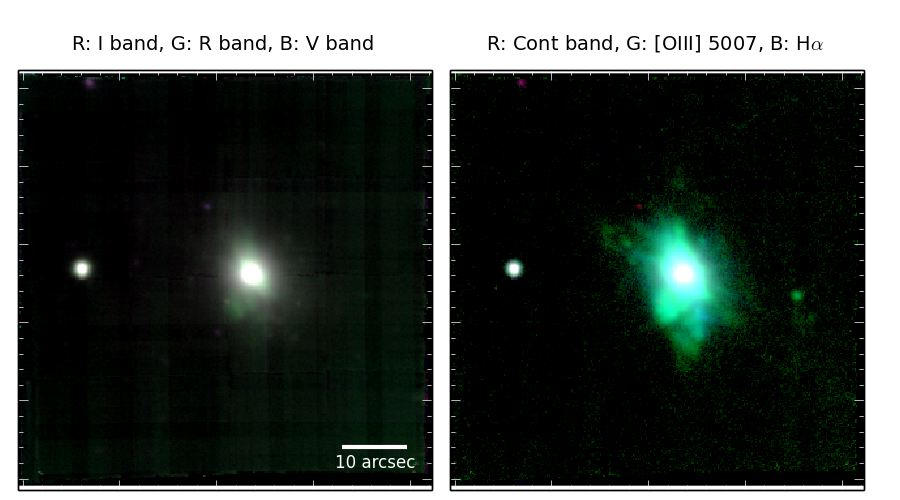 R: I band, G: R band, B: V band
R: Cont band, G: [OIII] 5007, B: Hα
10 arcsec